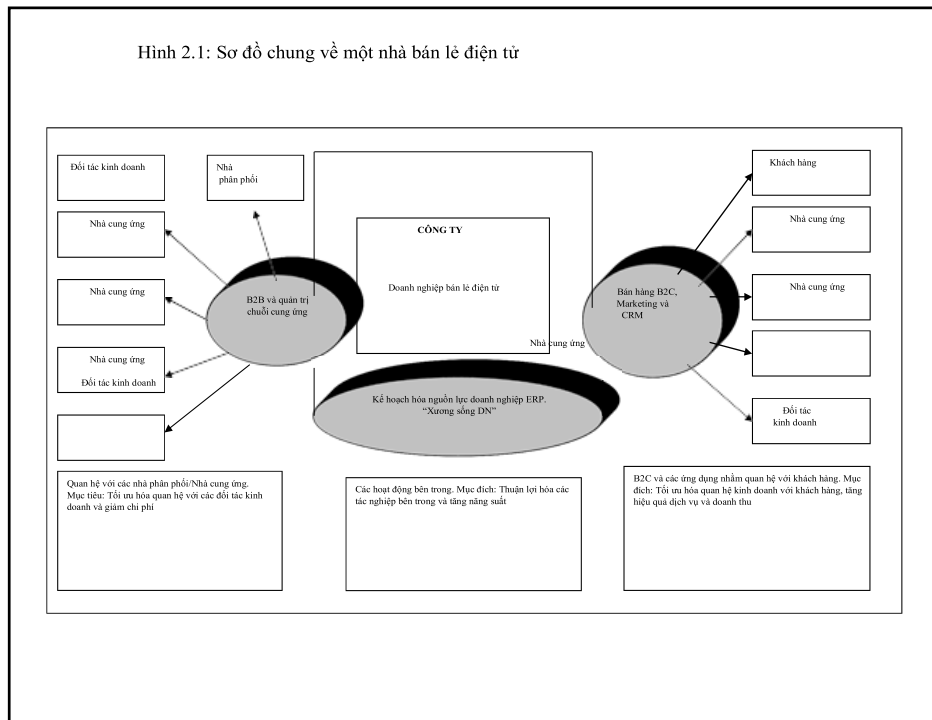 Hình 2.1: Sơ đồ chung về một nhà bán lẻ điện tử
Đối tác kinh doanh
Nhà
phân phối
Nhà cung ứng
Nhà cung ứng
Nhà cung ứng
Đối tác kinh doanh
B2B và quản trị
chuỗi cung ứng
CÔNG TY
Doanh nghiệp bán lẻ điện tử
Nhà cung ứng
Kế hoạch hóa nguồn lực doanh nghiệp ERP.
“Xương sống DN”
Bán hàng B2C,
Marketing và
CRM
Khách hàng
Nhà cung ứng
Nhà cung ứng
Đối tác
kinh doanh
Quan hệ với các nhà phân phối/Nhà cung ứng.
Mục tiêu: Tối ưu hóa quan hệ với các đối tác kinh
doanh và giảm chi phí
Các hoạt động bên trong. Mục đích: Thuận lợi hóa các
tác nghiệp bên trong và tăng năng suất
B2C và các ứng dụng nhằm quan hệ với khách hàng. Mục
đích: Tối ưu hóa quan hệ kinh doanh với khách hàng, tăng
hiệu quả dịch vụ và doanh thu